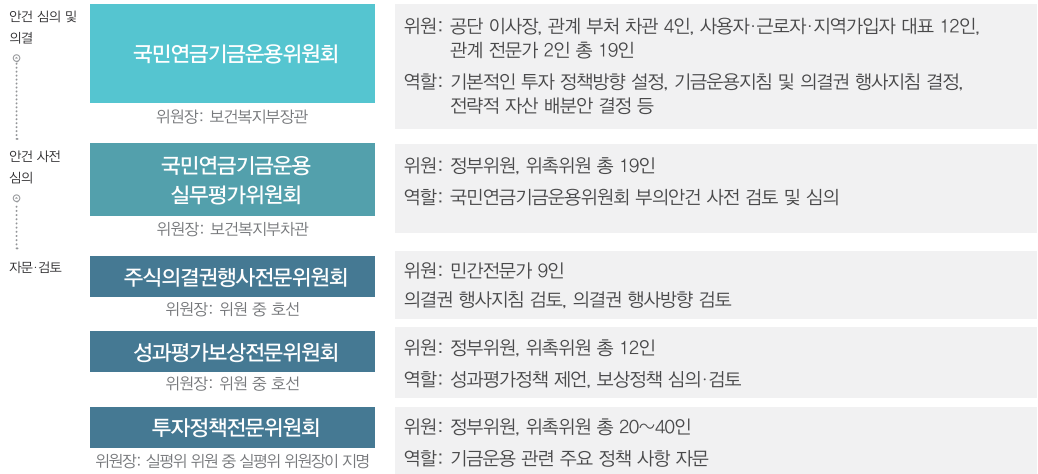 안건 심의 및
의결
국민연금기금운용위원회
위원장: 보건복지부장관
위원: 공단 이사장, 관계 부처 차관 4인, 사용자·근로자·지역가입자 대표 12인,
관계 전문가 2인 총 19인
역할: 기본적인 투자 정책방향 설정, 기금운용지침 및 의결권 행사지침 결정,
전략적 자산 배분안 결정 등
안건 사전
심의
국민연금기금운용
실무평가위원회
위원장: 보건복지부차관
위원: 정부위원, 위촉위원 총 19인
역할: 국민연금기금운용위원회 부의안건 사전 검토 및 심의
자문·검토
주식의결권행사전문위원회
위원장: 위원 중 호선
위원: 민간전문가 9인
의결권 행사지침 검토, 의결권 행사방향 검토
성과평가보상전문위원회
위원장: 위원 중 호선
위원: 정부위원, 위촉위원 총 12인
역할: 성과평가정책 제언, 보상정책 심의·검토
투자정책전문위원회
위원장: 실평위 위원 중 실평위 위원장이 지명
위원: 정부위원, 위촉위원 총 20~40인
역할: 기금운용 관련 주요 정책 사항 자문